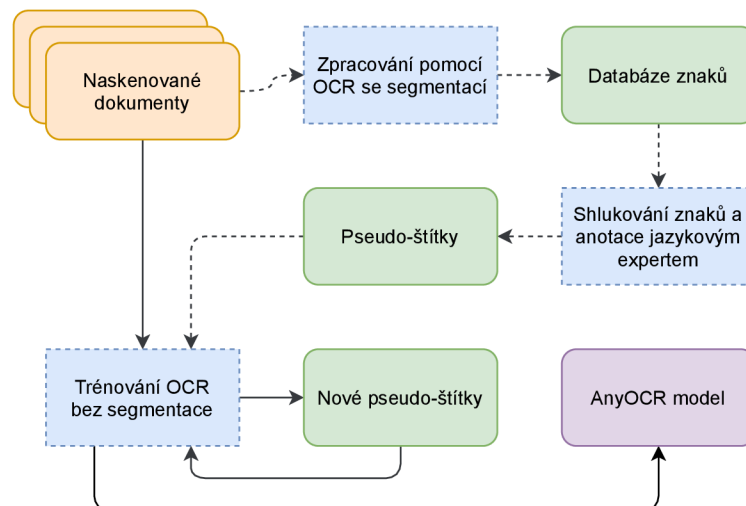 Naskenované
dokumenty
Zpracování pomocí
OCR se segmentací
Databáze znaků
Pseudo-štítky
Shlukování znaků a
anotace jazykovým
expertem
Trénování OCR
bez segmentace
Nové pseudo-štítky
AnyOCR model